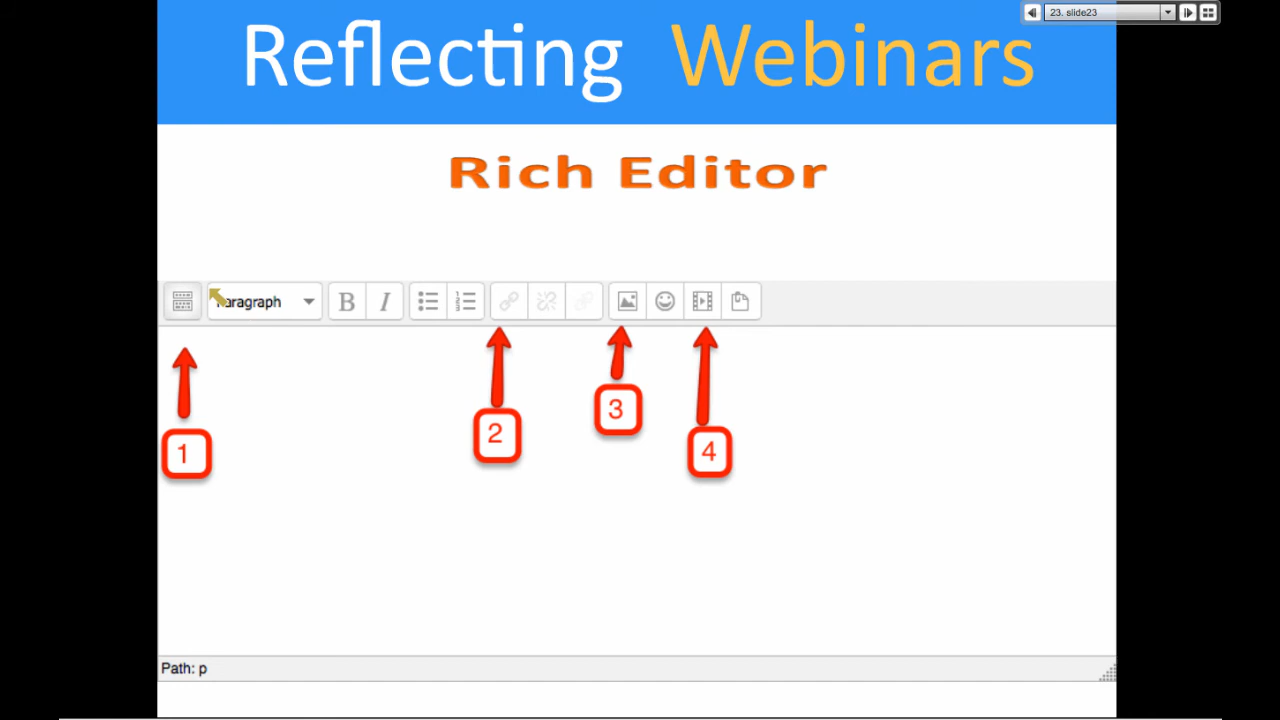 23. slide23
Reflecting Webinars
Rich Editor
Paragraph
B I
1
2
3
4
Path: p